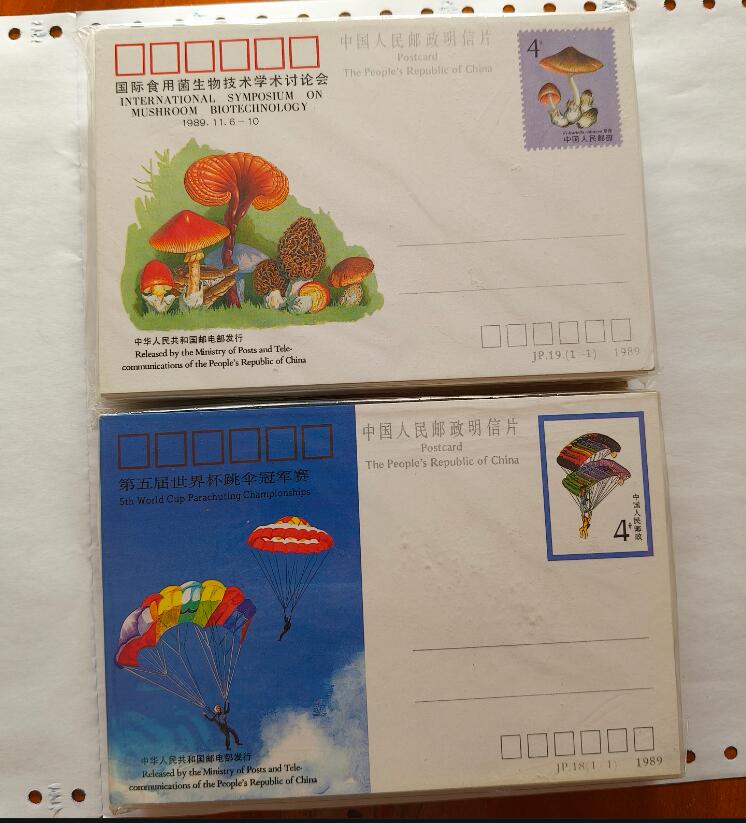 中国人民邮政明信片
Postcard
The People's Republic of China
国际食用菌生物技术学术讨论会
INTERNATIONAL SYMPOSIUM ON
MUSHROOM BIOTECHNOLOGY
1989.11.6-10
4分
中国人民邮政
中华人民共和国邮电部发行
Released by the Ministry of Posts and Tele-
communications of the People's Republic of China
JP.19.(1-1) 1989
中国人民邮政明信片
Postcard
The People's Republic of China
第五届世界杯跳伞冠军赛
5th World Cup Parachuting Championships
中国人民邮政
4分
中华人民共和国邮电部发行
Released by the Ministry of Posts and Tele-
communications of the People's Republic of China
JP.18(1-1) 1989